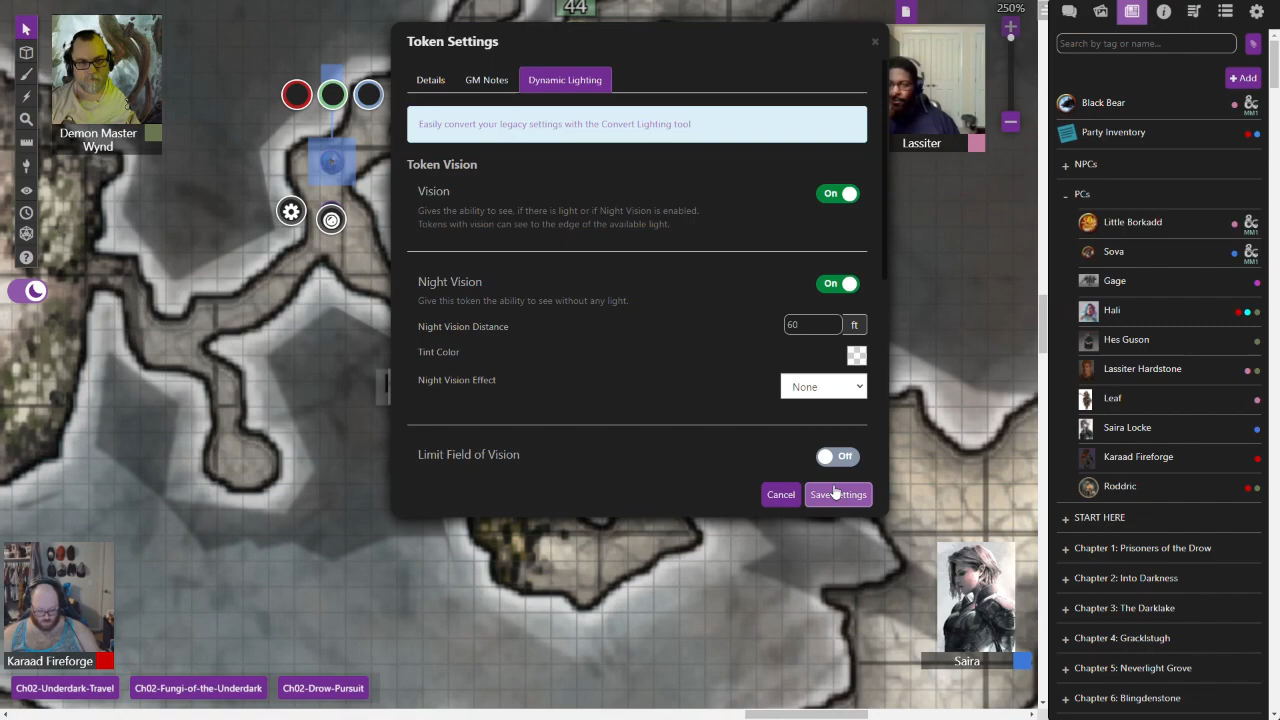 44
250%
Demon Master
Wynd
Lassiter
Karaad Fireforge
Saira
Token Settings
×
Details
GM Notes
Dynamic Lighting
Easily convert your legacy settings with the Convert Lighting tool
Token Vision
Vision
On
Gives the ability to see, if there is light or if Night Vision is enabled.
Tokens with vision can see to the edge of the available light.
Night Vision
On
Give this token the ability to see without any light.
Night Vision Distance
60
ft
Tint Color
Night Vision Effect
None
Limit Field of Vision
Off
Cancel
Save Settings
Ch02-Underdark-Travel
Ch02-Fungi-of-the-Underdark
Ch02-Drow-Pursuit
Search by tag or name...
+ Add
Black Bear
&
MM1
Party Inventory
+ NPCs
- PCs
Little Borkadd
&
MM1
Sova
&
MM1
Gage
Hali
Hes Guson
Lassiter Hardstone
Leaf
Saira Locke
Karaad Fireforge
Roddric
+ START HERE
+ Chapter 1: Prisoners of the Drow
+ Chapter 2: Into Darkness
+ Chapter 3: The Darklake
+ Chapter 4: Gracklstugh
+ Chapter 5: Neverlight Grove
+ Chapter 6: Blingdenstone